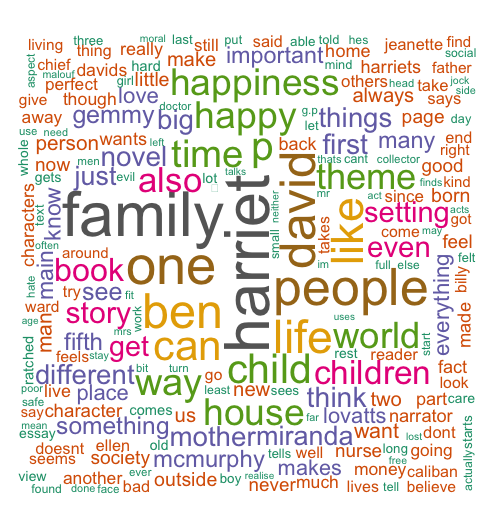 living three moral last put able told hes jeanette find
thing really still said mind home social
aspect chief davids hard make important harriets father
perfect girl little happiness others head take jock
malouf give though love doctor happy always says side
away gemmy big g.p. things page day
use need person wants time p let back first many end
whole now men novel left thats cant collector right
gets evil just also lot talks david theme good kind
text know harriet neither small mr act since born
characters often family takes like setting acts got
main around one im even come may feel felt
hate book see fit people full else everything billy
try story mrs work ben can life uses world start made
ward man fifth get bit turn child rest reader fact
age ratched feels stay way go least new sees children look
different place house far think two part care
poor live character comes us lovatts narrator
safe say something mother miranda want lost dont
mean essay doesnt ellen old tells well nurse long going
seems society mcmurphy makes money free caliban
view another ever outside boy realise never much lives tell believe actually starts
found done face bad